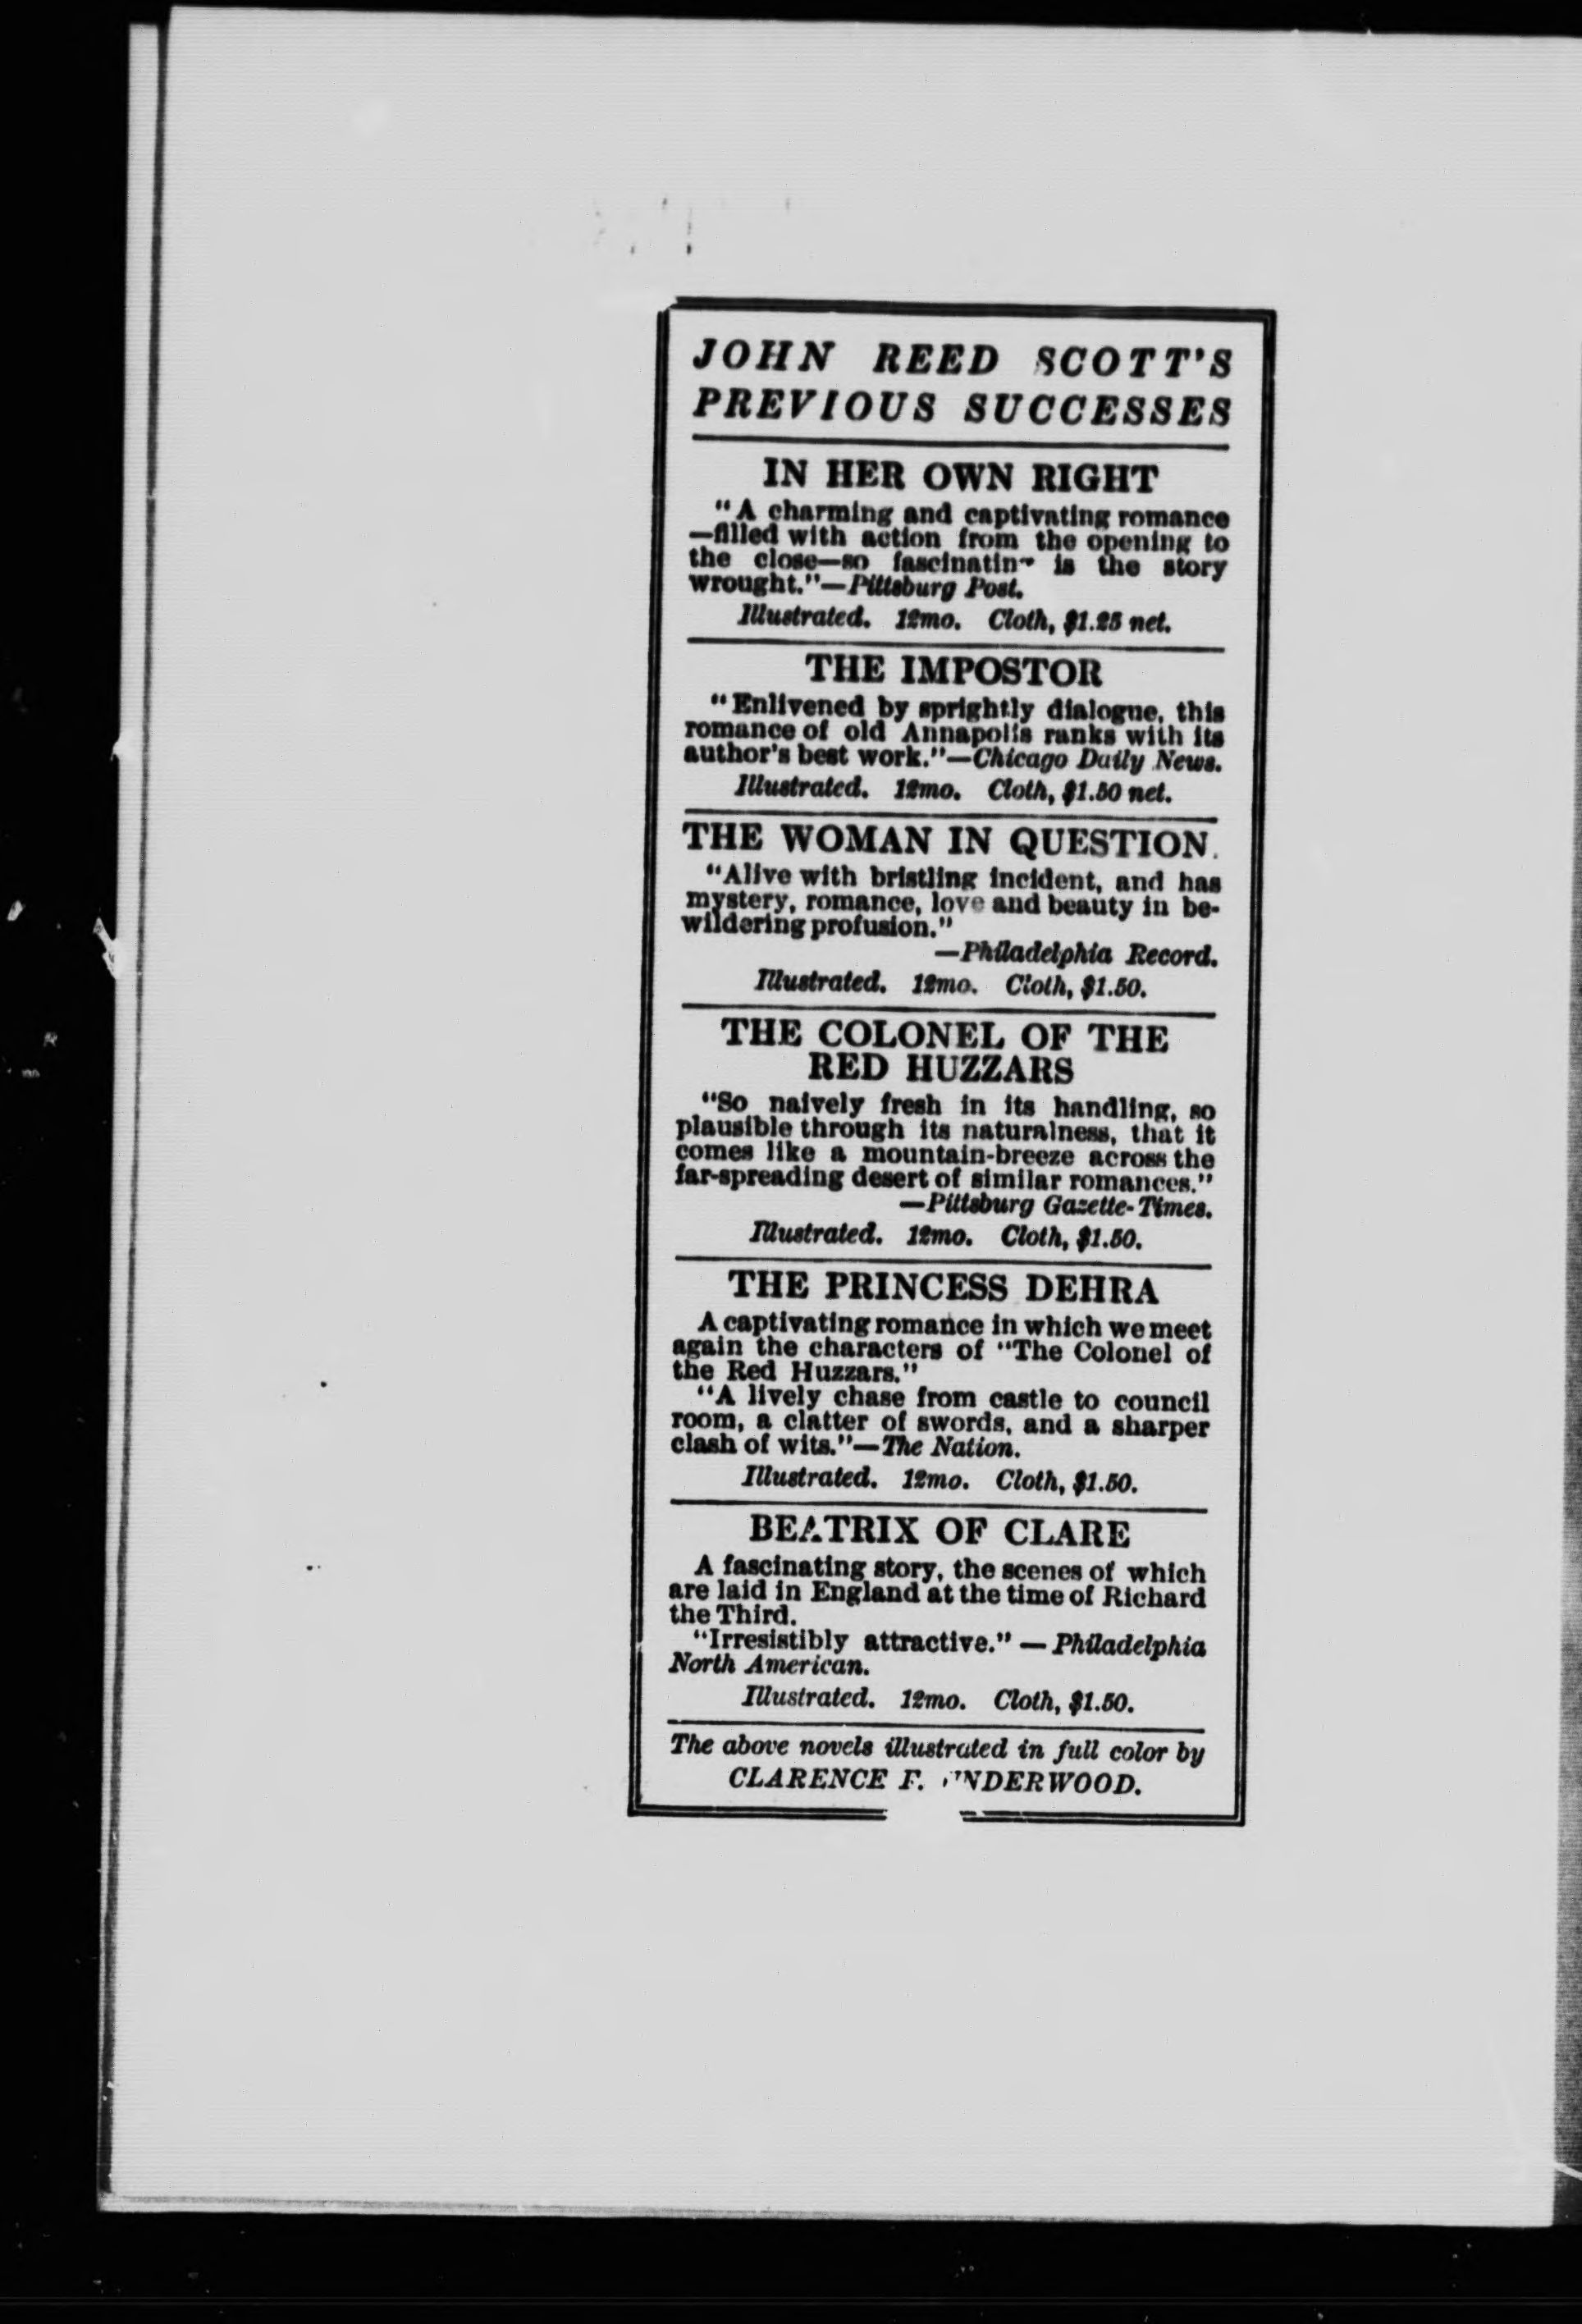 JOHN REED SCOTT'S
PREVIOUS SUCCESSES
IN HER OWN RIGHT
"A charming and captivating romance
—filled with action from the opening to
the close—so fascinating is the story
wrought."—Pittsburg Post.
Illustrated. 12mo. Cloth, $1.25 net.
THE IMPOSTOR
"Enlivened by sprightly dialogue, this
romance of old Annapolis ranks with its
author's best work."—Chicago Daily News.
Illustrated. 12mo. Cloth, $1.50 net.
THE WOMAN IN QUESTION.
"Alive with bristling incident, and has
mystery, romance, love and beauty in be-
wildering profusion."
—Philadelphia Record.
Illustrated. 12mo. Cloth, $1.50.
THE COLONEL OF THE
RED HUZZARS
"So naively fresh in its handling, so
plausible through its naturalness, that it
comes like a mountain-breeze across the
far-spreading desert of similar romances."
—Pittsburg Gazette-Times.
Illustrated. 12mo. Cloth, $1.50.
THE PRINCESS DEHRA
A captivating romance in which we meet
again the characters of "The Colonel of
the Red Huzzars."
"A lively chase from castle to council
room, a clatter of swords, and a sharper
clash of wits."—The Nation.
Illustrated. 12mo. Cloth, $1.50.
BEATRIX OF CLARE
A fascinating story, the scenes of which
are laid in England at the time of Richard
the Third.
"Irresistibly attractive." — Philadelphia
North American.
Illustrated. 12mo. Cloth, $1.50.
The above novels illustrated in full color by
CLARENCE F. UNDERWOOD.